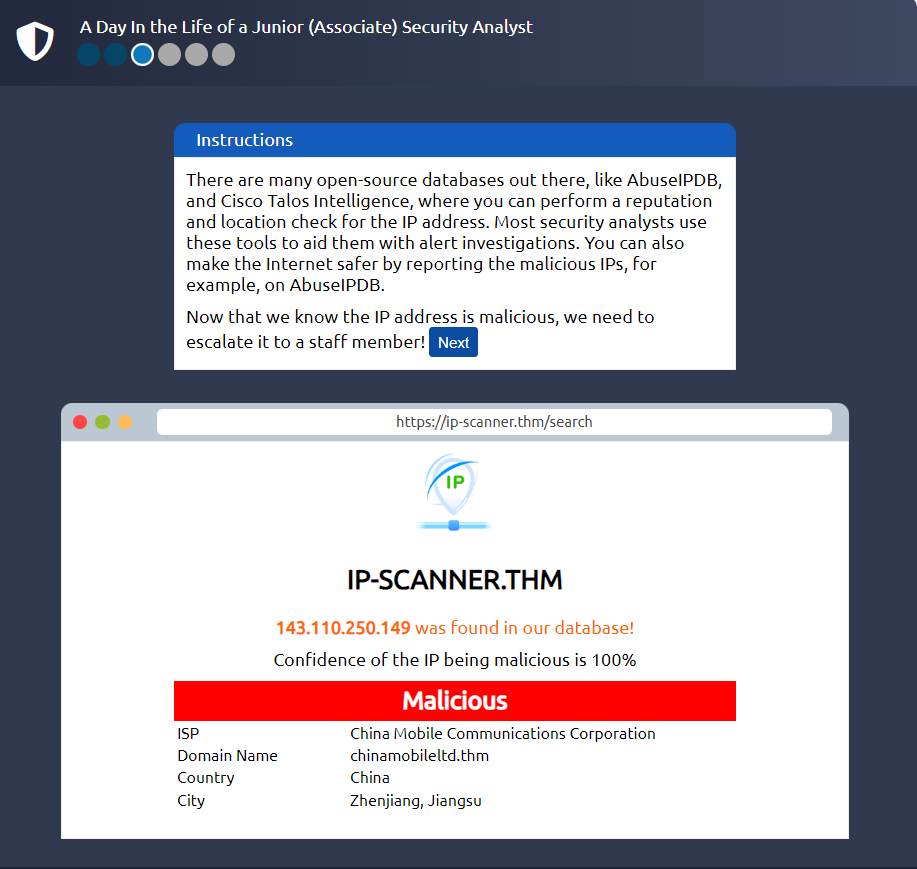 A Day In the Life of a Junior (Associate) Security Analyst
Instructions
There are many open-source databases out there, like AbuseIPDB,
and Cisco Talos Intelligence, where you can perform a reputation
and location check for the IP address. Most security analysts use
these tools to aid them with alert investigations. You can also
make the Internet safer by reporting the malicious IPs, for
example, on AbuseIPDB.
Now that we know the IP address is malicious, we need to
escalate it to a staff member! Next
https://ip-scanner.thm/search
IP
IP-SCANNER.THM
143.110.250.149 was found in our database!
Confidence of the IP being malicious is 100%
Malicious
ISP China Mobile Communications Corporation
Domain Name chinamobileltd.thm
Country China
City Zhenjiang, Jiangsu